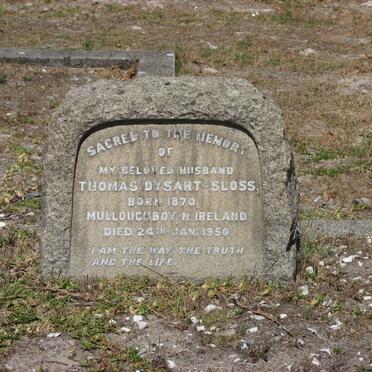 SACRED TO THE MEMORY
OF
MY BELOVED HUSBAND
THOMAS DYSART-SLOSS,
BORN 1870,
MULLOUGHBOY N. IRELAND
DIED 24TH JAN. 1950.
I AM THE WAY, THE TRUTH
AND THE LIFE.